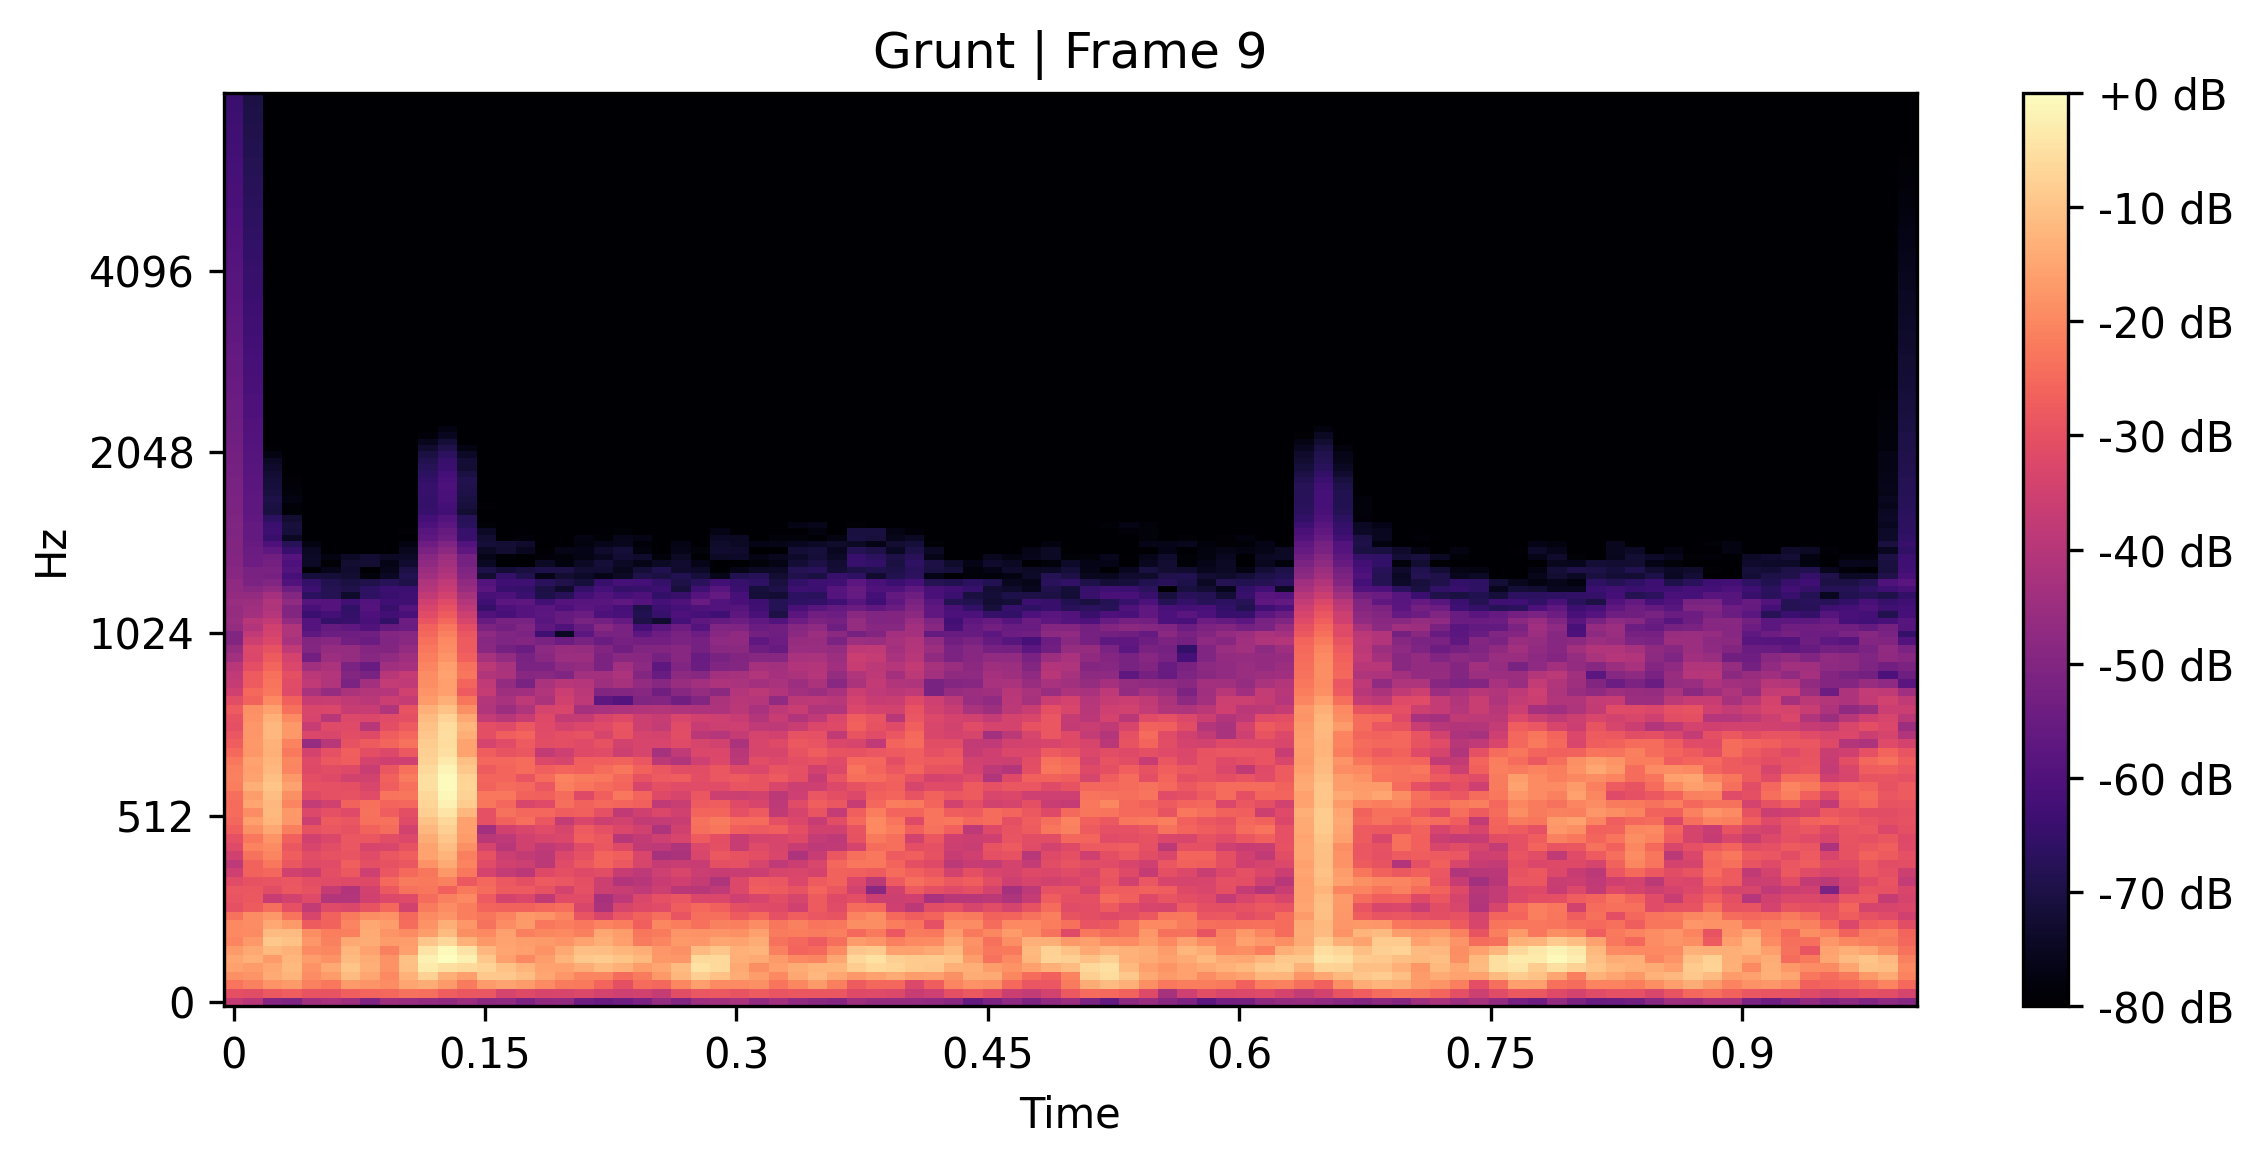 Grunt | Frame 9
Hz
4096
2048
1024
512
0
0 0.15 0.3 0.45 0.6 0.75 0.9
Time
+0 dB
-10 dB
-20 dB
-30 dB
-40 dB
-50 dB
-60 dB
-70 dB
-80 dB